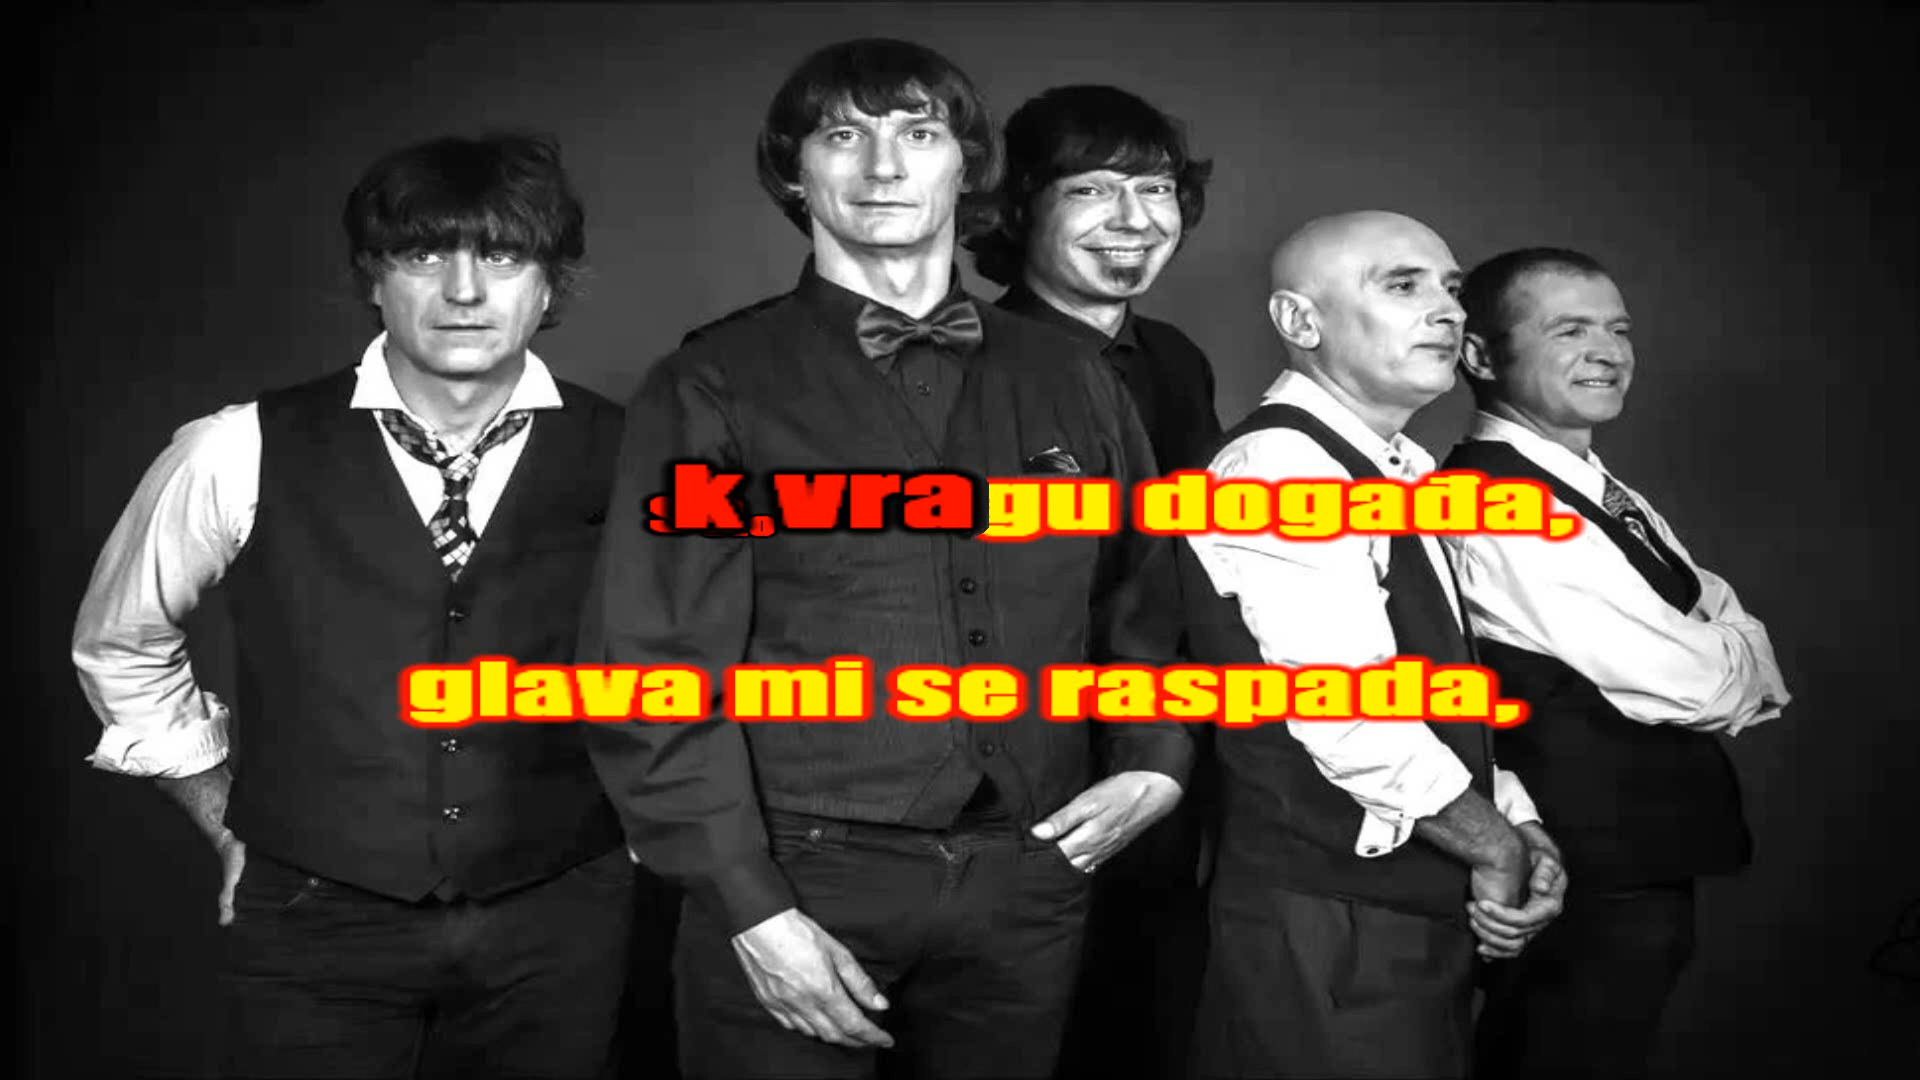 k vragu događa,
glava mi se raspada,